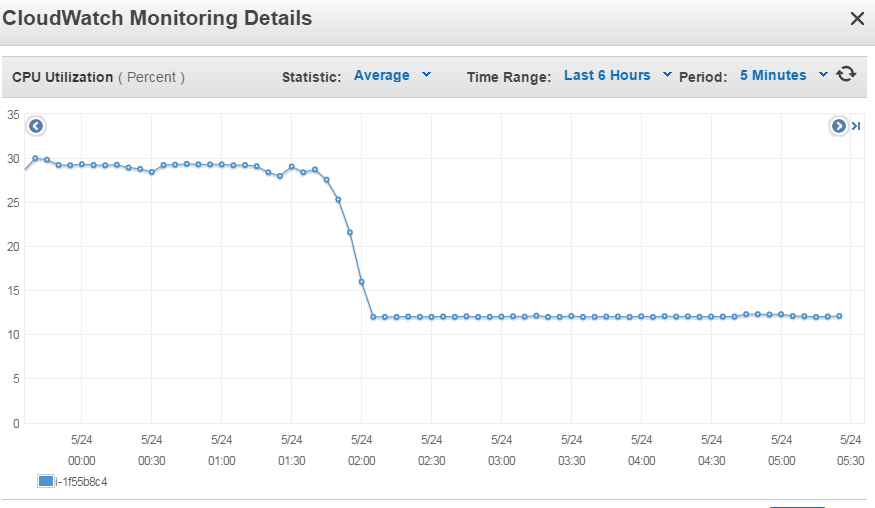 CloudWatch Monitoring Details
CPU Utilization ( Percent ) Statistic: Average Time Range: Last 6 Hours Period: 5 Minutes
35
30
25
20
15
10
5
0
5/24 5/24 5/24 5/24 5/24 5/24 5/24 5/24 5/24 5/24 5/24 5/24
00:00 00:30 01:00 01:30 02:00 02:30 03:00 03:30 04:00 04:30 05:00 05:30
i-1f55b8c4